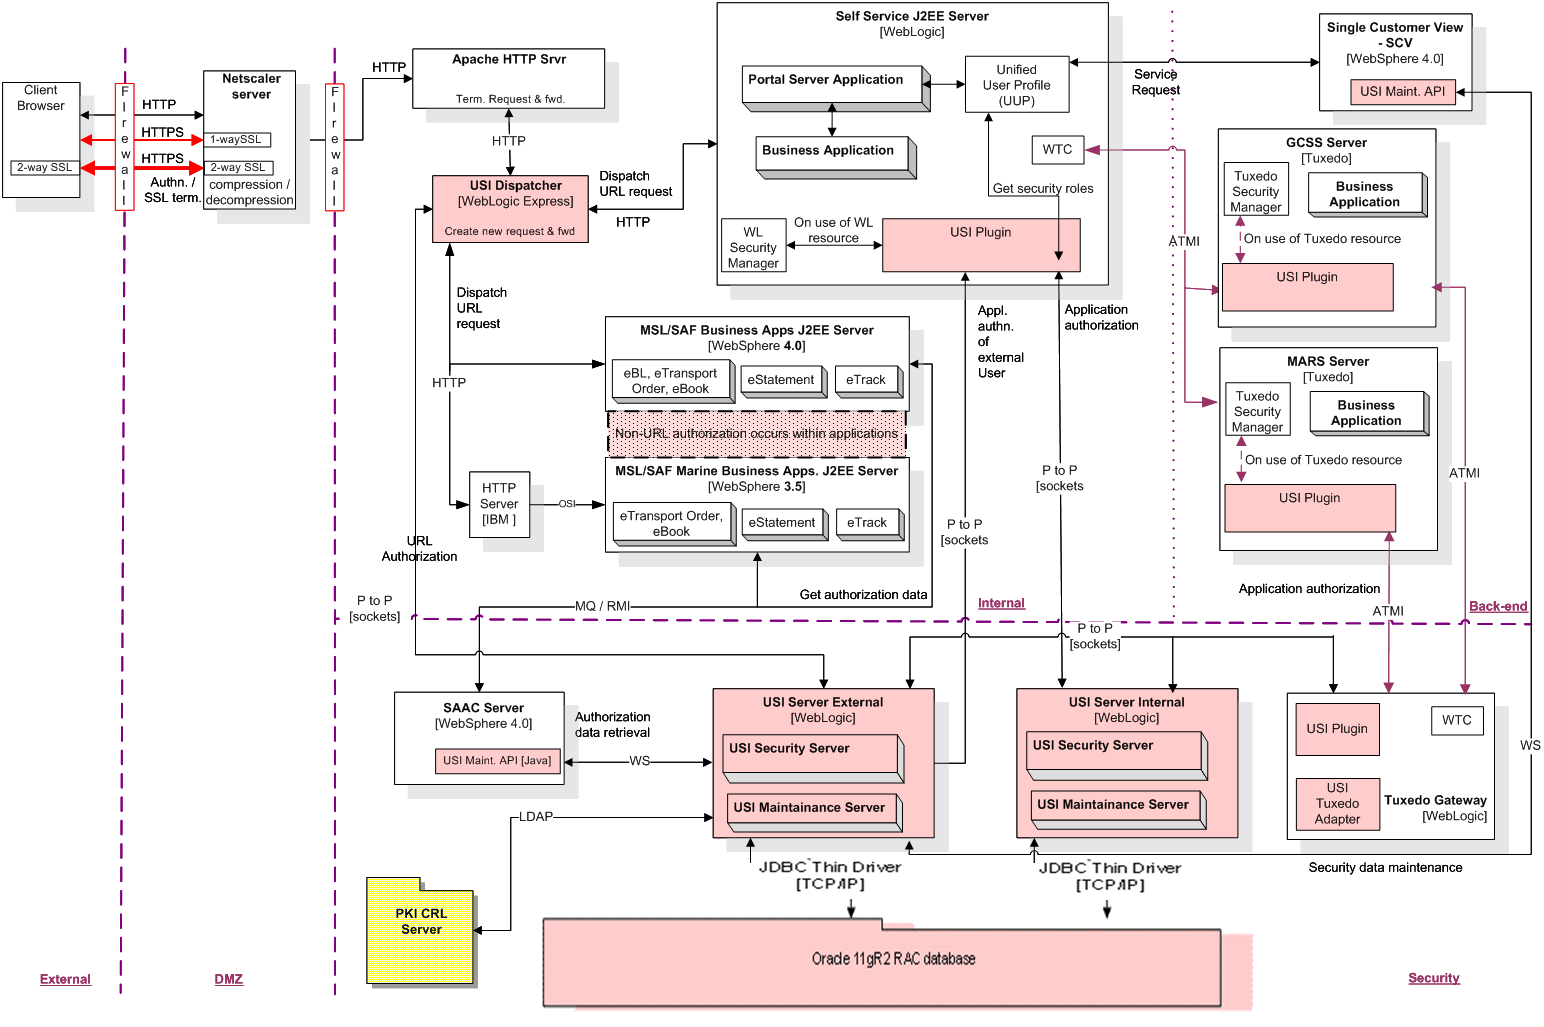 Client
Browser
2-way SSL
HTTP
HTTPS
HTTPS
Authn. /
SSL term.
Firewall
Netscaler
server
1-waySSL
2-way SSL
compression /
decompression
Firewall
HTTP
Apache HTTP Srvr
Term. Request & fwd.
HTTP
USI Dispatcher
[WebLogic Express]
Create new request & fwd
Dispatch
URL request
HTTP
Self Service J2EE Server
[WebLogic]
Portal Server Application
Business Application
Unified
User Profile
(UUP)
WTC
Get security roles
WL
Security
Manager
On use of WL
resource
USI Plugin
Service
Request
Single Customer View
- SCV
[WebSphere 4.0]
USI Maint. API
GCSS Server
[Tuxedo]
Tuxedo
Security
Manager
Business
Application
On use of Tuxedo resource
USI Plugin
ATMI
MARS Server
[Tuxedo]
Tuxedo
Security
Manager
Business
Application
On use of Tuxedo resource
USI Plugin
ATMI
Application authorization
ATMI
Dispatch
URL
request
HTTP
MSL/SAF Business Apps J2EE Server
[WebSphere 4.0]
eBL, eTransport
Order, eBook
eStatement
eTrack
Non-URL authorization occurs within applications
MSL/SAF Marine Business Apps. J2EE Server
[WebSphere 3.5]
eTransport Order,
eBook
eStatement
eTrack
HTTP
Server
[IBM ]
OSI
Appl.
authn.
of
external
User
Application
authorization
P to P
[sockets
P to P
[sockets
URL
Authorization
P to P
[sockets]
MQ / RMI
Get authorization data
Internal
Back-end
P to P
[sockets]
SAAC Server
[WebSphere 4.0]
USI Maint. API [Java]
Authorization
data retrieval
WS
LDAP
USI Server External
[WebLogic]
USI Security Server
USI Maintainance Server
USI Server Internal
[WebLogic]
USI Security Server
USI Maintainance Server
USI Plugin
WTC
USI
Tuxedo
Adapter
Tuxedo Gateway
[WebLogic]
WS
Security data maintenance
JDBC Thin Driver
[TCP/IP]
JDBC Thin Driver
[TCP/IP]
PKI CRL
Server
Oracle 11gR2 RAC database
External
DMZ
Security